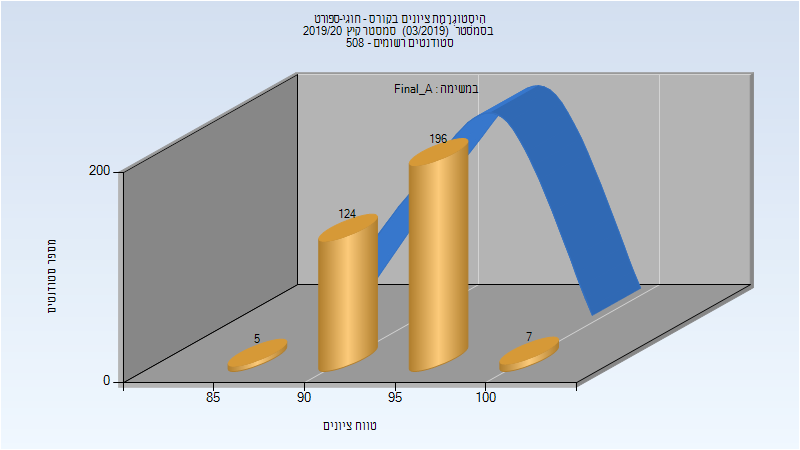 היסטוגרמת ציונים בקורס - חוגי-ספורט
בסמסטר (03/2019) סמסטר קיץ 2019/20
סטודנטים רשומים - 508
במשימה : Final_A
196
124
5
7
200
0
מספר סטודנטים
85 90 95 100
טווח ציונים